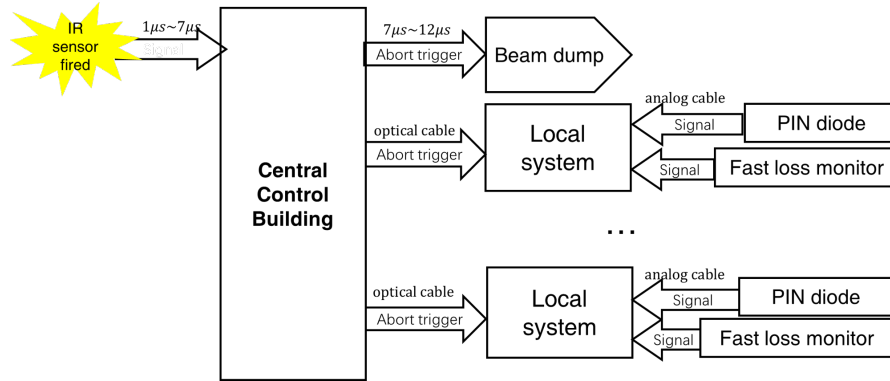 IR
sensor
fired
1μs~7μs
Signal
Central
Control
Building
7μs~12μs
Abort trigger
Beam dump
optical cable
Abort trigger
Local
system
analog cable
Signal
PIN diode
Signal
Fast loss monitor
...
optical cable
Abort trigger
Local
system
analog cable
Signal
PIN diode
Signal
Fast loss monitor